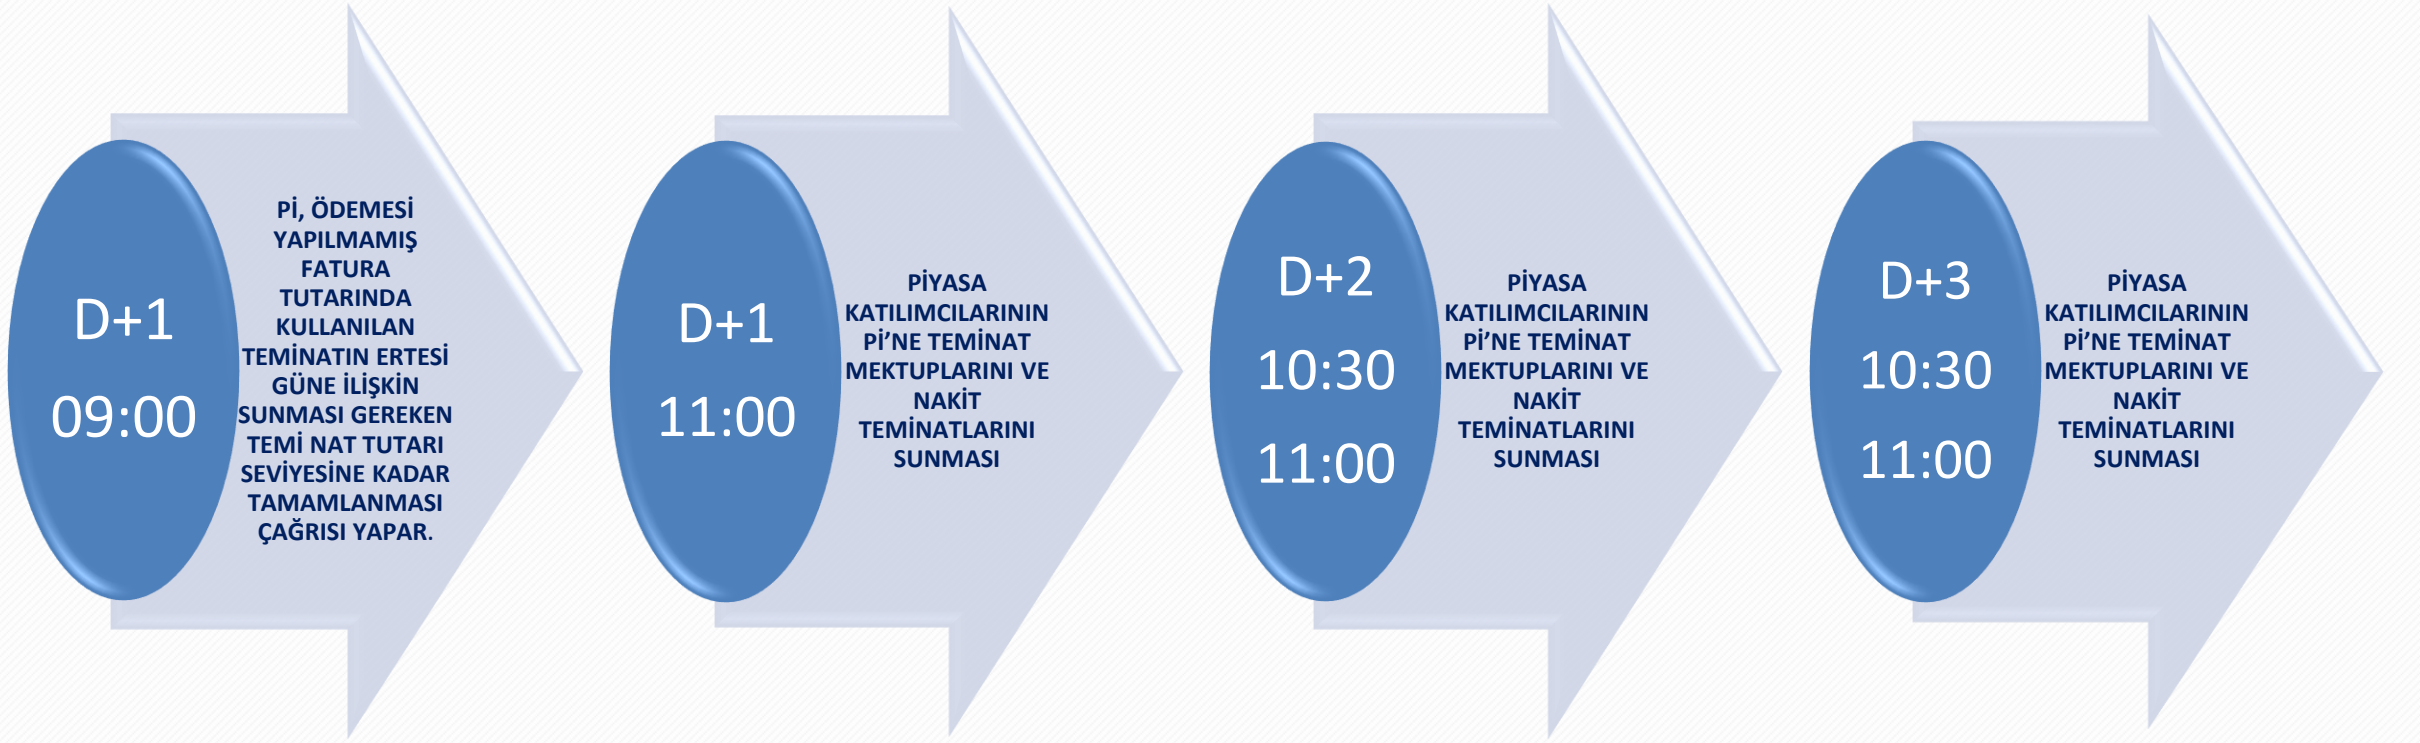 D+1
09:00
Pİ, ÖDEMESİ
YAPILMAMIŞ
FATURA
TUTARINDA
KULLANILAN
TEMİNATIN ERTESİ
GÜNE İLİŞKİN
SUNMASI GEREKEN
TEMİ NAT TUTARI
SEVİYESİNE KADAR
TAMAMLANMASI
ÇAĞRISI YAPAR.
D+1
11:00
PİYASA
KATILIMCILARININ
Pİ’NE TEMİNAT
MEKTUPLARINI VE
NAKİT
TEMİNATLARINI
SUNMASI
D+2
10:30
11:00
PİYASA
KATILIMCILARININ
Pİ’NE TEMİNAT
MEKTUPLARINI VE
NAKİT
TEMİNATLARINI
SUNMASI
D+3
10:30
11:00
PİYASA
KATILIMCILARININ
Pİ’NE TEMİNAT
MEKTUPLARINI VE
NAKİT
TEMİNATLARINI
SUNMASI